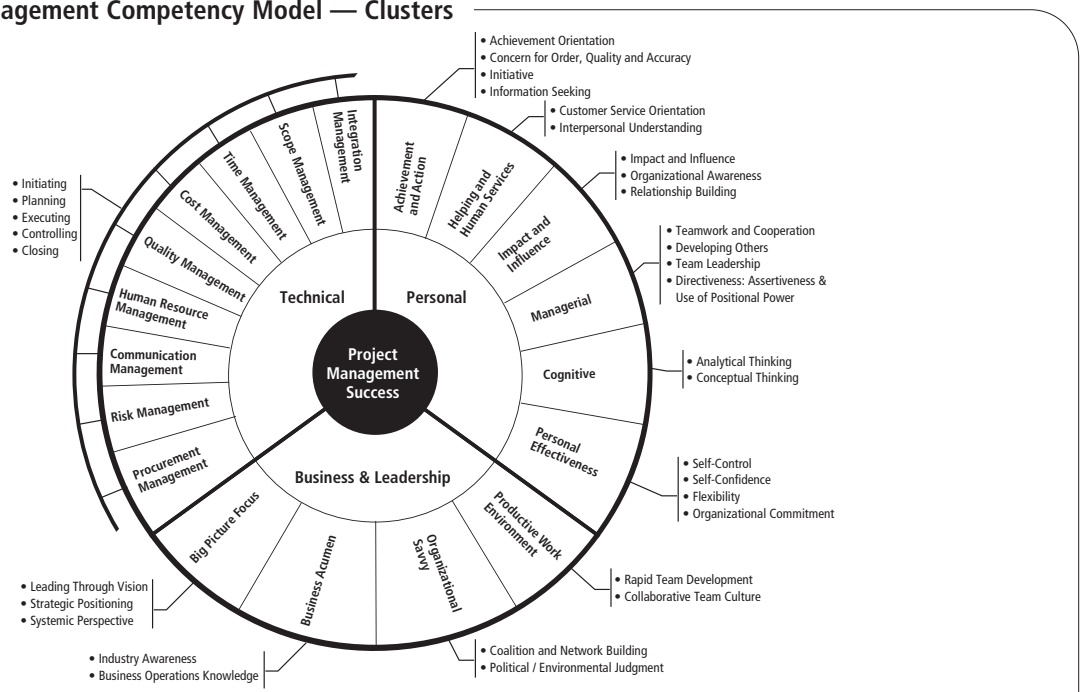 agement Competency Model — Clusters
• Achievement Orientation
• Concern for Order, Quality and Accuracy
• Initiative
• Information Seeking
• Customer Service Orientation
• Interpersonal Understanding
• Impact and Influence
• Organizational Awareness
• Relationship Building
• Teamwork and Cooperation
• Developing Others
• Team Leadership
• Directiveness: Assertiveness &
Use of Positional Power
• Analytical Thinking
• Conceptual Thinking
• Self-Control
• Self-Confidence
• Flexibility
• Organizational Commitment
• Rapid Team Development
• Collaborative Team Culture
• Coalition and Network Building
• Political / Environmental Judgment
• Industry Awareness
• Business Operations Knowledge
• Leading Through Vision
• Strategic Positioning
• Systemic Perspective
• Initiating
• Planning
• Executing
• Controlling
• Closing
Integration
Management
Scope Management
Time Management
Cost Management
Quality Management
Human Resource
Management
Communication
Management
Risk Management
Procurement
Management
Achievement
and Action
Helping and
Human Services
Impact and
Influence
Managerial
Cognitive
Personal
Effectiveness
Productive Work
Environment
Organizational
Savvy
Business Acumen
Big Picture Focus
Technical
Personal
Business & Leadership
Project
Management
Success